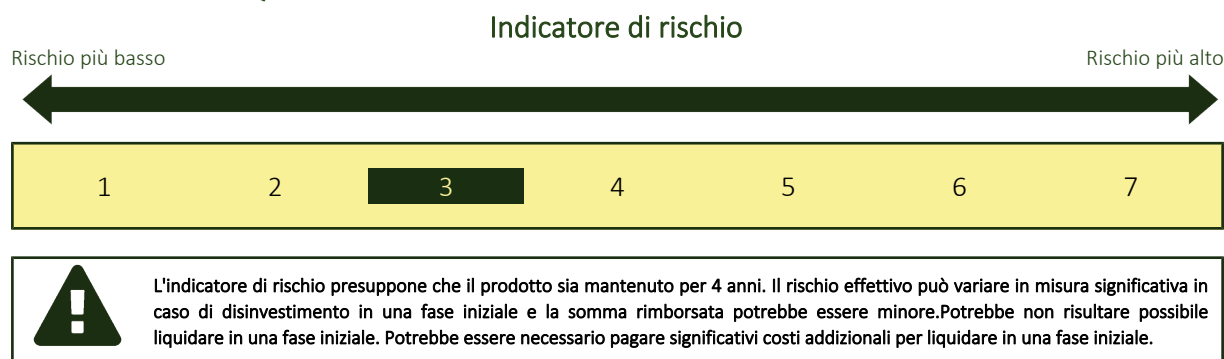 Indicatore di rischio
Rischio più basso
Rischio più alto
1 2 3 4 5 6 7
L'indicatore di rischio presuppone che il prodotto sia mantenuto per 4 anni. Il rischio effettivo può variare in misura significativa in
caso di disinvestimento in una fase iniziale e la somma rimborsata potrebbe essere minore.Potrebbe non risultare possibile
liquidare in una fase iniziale. Potrebbe essere necessario pagare significativi costi addizionali per liquidare in una fase iniziale.